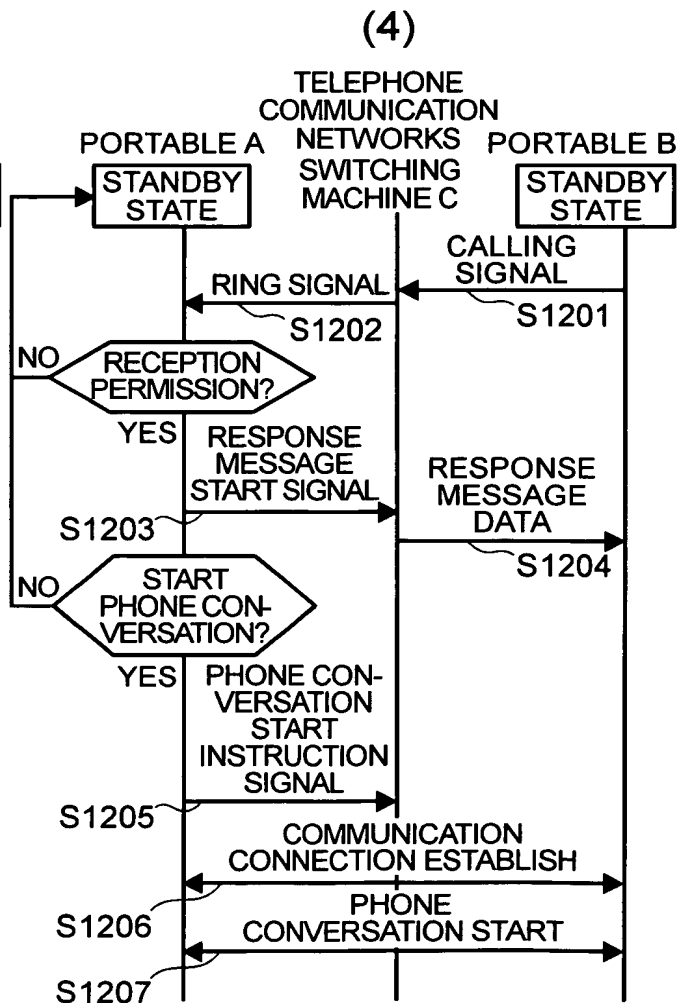 (4)
TELEPHONE
COMMUNICATION
NETWORKS
SWITCHING
MACHINE C
PORTABLE A
PORTABLE B
STANDBY
STATE
STANDBY
STATE
CALLING
SIGNAL
S1201
RING SIGNAL
S1202
NO
RECEPTION
PERMISSION?
YES
RESPONSE
MESSAGE
START SIGNAL
S1203
RESPONSE
MESSAGE
DATA
S1204
NO
START
PHONE CON-
VERSATION?
YES
PHONE CON-
VERSATION
START
INSTRUCTION
SIGNAL
S1205
COMMUNICATION
CONNECTION ESTABLISH
S1206
PHONE
CONVERSATION START
S1207